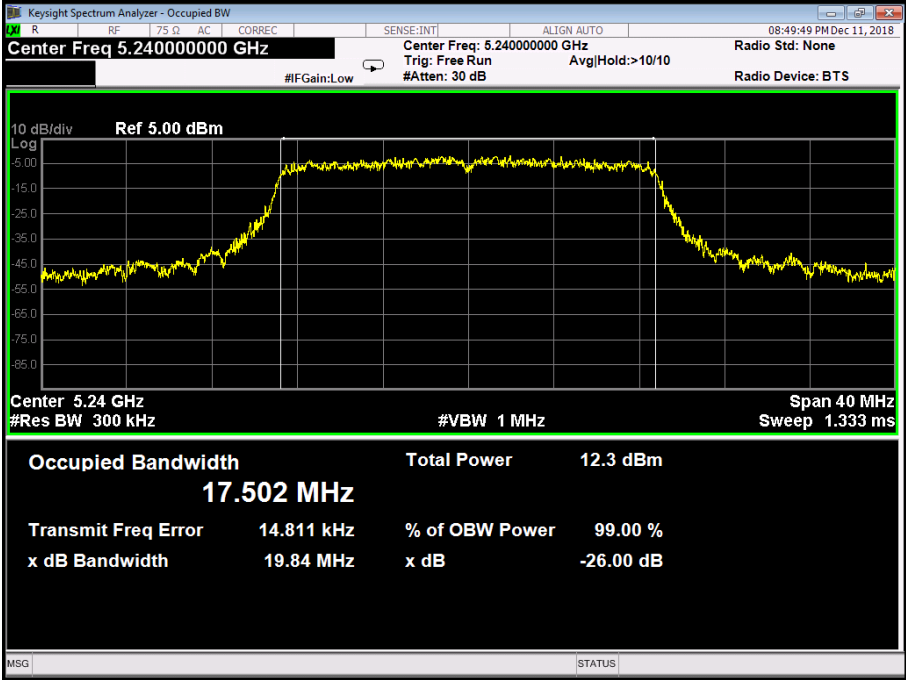 Keysight Spectrum Analyzer - Occupied BW
LXI R RF 75 Ω AC CORREC SENSE:INT ALIGN AUTO 08:49:49 PM Dec 11, 2018
Center Freq 5.240000000 GHz
Center Freq: 5.240000000 GHz
Radio Std: None
Trig: Free Run Avg|Hold:>10/10
#IFGain:Low #Atten: 30 dB
Radio Device: BTS
10 dB/div Ref 5.00 dBm
Log
-5.00
-15.0
-25.0
-35.0
-45.0
-55.0
-65.0
-75.0
-85.0
Center 5.24 GHz Span 40 MHz
#Res BW 300 kHz #VBW 1 MHz Sweep 1.333 ms
Occupied Bandwidth Total Power 12.3 dBm
17.502 MHz
Transmit Freq Error 14.811 kHz % of OBW Power 99.00 %
x dB Bandwidth 19.84 MHz x dB -26.00 dB
MSG STATUS